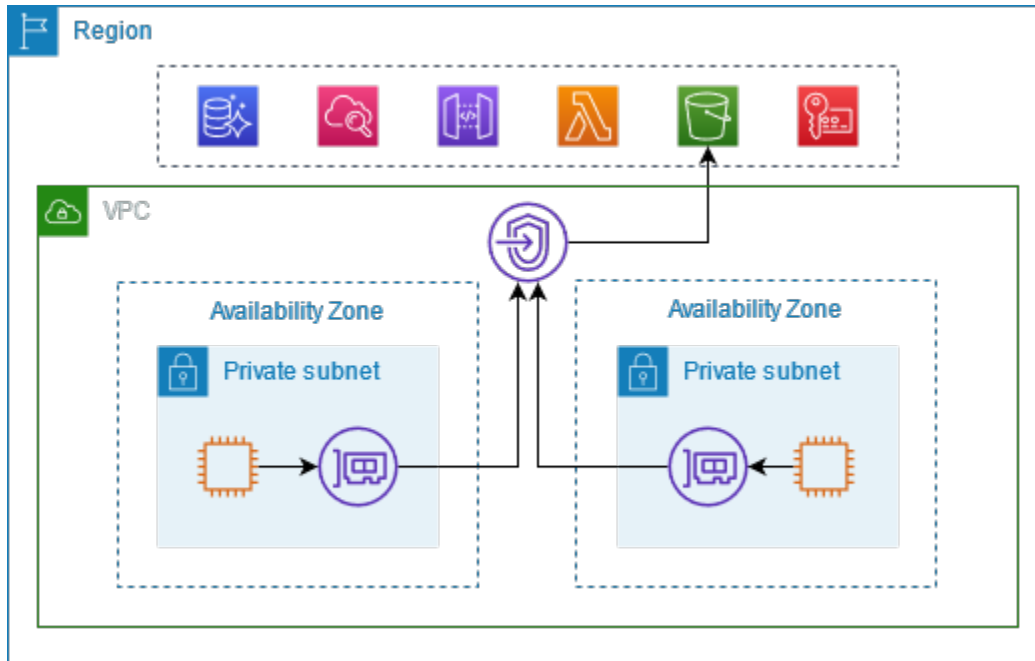 Region
VPC
Availability Zone
Availability Zone
Private subnet
Private subnet